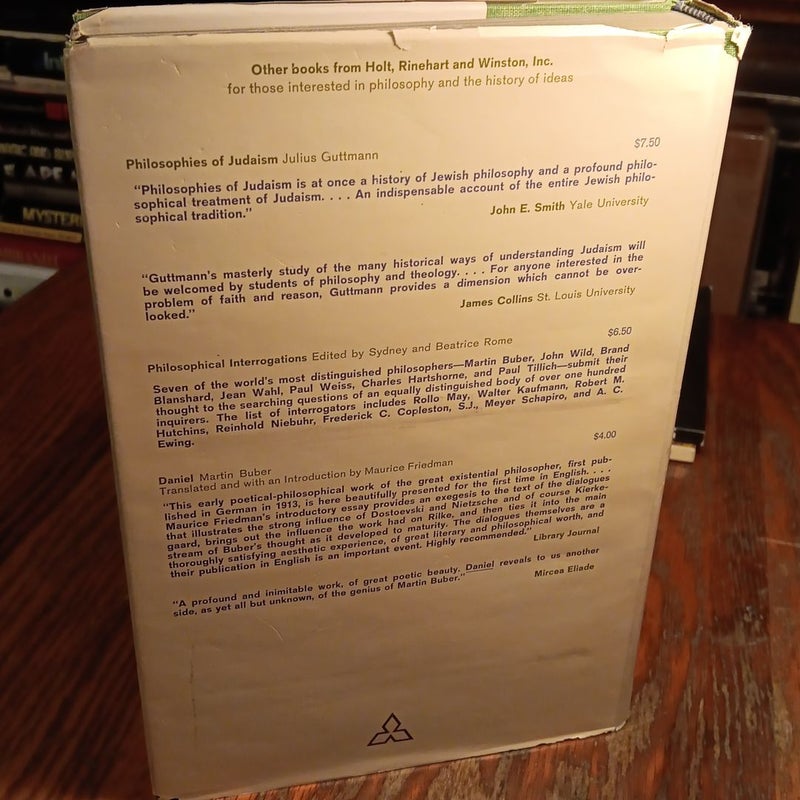 Other books from Holt, Rinehart and Winston, Inc.
for those interested in philosophy and the history of ideas
$7.50
Philosophies of Judaism Julius Guttmann
“Philosophies of Judaism is at once a history of Jewish philosophy and a profound philo-
sophical treatment of Judaism. . . . An indispensable account of the entire Jewish philo-
sophical tradition.”
John E. Smith Yale University
“Guttmann's masterly study of the many historical ways of understanding Judaism will
be welcomed by students of philosophy and theology. . . . For anyone interested in the
problem of faith and reason, Guttmann provides a dimension which cannot be over-
looked.”
James Collins St. Louis University
$6.50
Philosophical Interrogations Edited by Sydney and Beatrice Rome
Seven of the world's most distinguished philosophers—Martin Buber, John Wild, Brand
Blanshard, Jean Wahl, Paul Weiss, Charles Hartshorne, and Paul Tillich—submit their
thought to the searching questions of an equally distinguished body of over one hundred
inquirers. The list of interrogators includes Rollo May, Walter Kaufmann, Robert M.
Hutchins, Reinhold Niebuhr, Frederick C. Copleston, S.J., Meyer Schapiro, and A. C.
Ewing.
$4.00
Daniel Martin Buber
Translated and with an Introduction by Maurice Friedman
“This early poetical-philosophical work of the great existential philosopher, first pub-
lished in German in 1913, is here beautifully presented for the first time in English. . . .
Maurice Friedman's introductory essay provides an exegesis to the text of the dialogues
that illustrates the strong influence of Dostoevski and Nietzsche and of course Kierke-
gaard, brings out the influence the work had on Rilke, and then ties it into the main
stream of Buber's thought as it developed to maturity. The dialogues themselves are a
thoroughly satisfying aesthetic experience, of great literary and philosophical worth, and
their publication in English is an important event. Highly recommended.”
Library Journal
“A profound and inimitable work, of great poetic beauty. Daniel reveals to us another
side, as yet all but unknown, of the genius of Martin Buber.”
Mircea Eliade
MYSTER